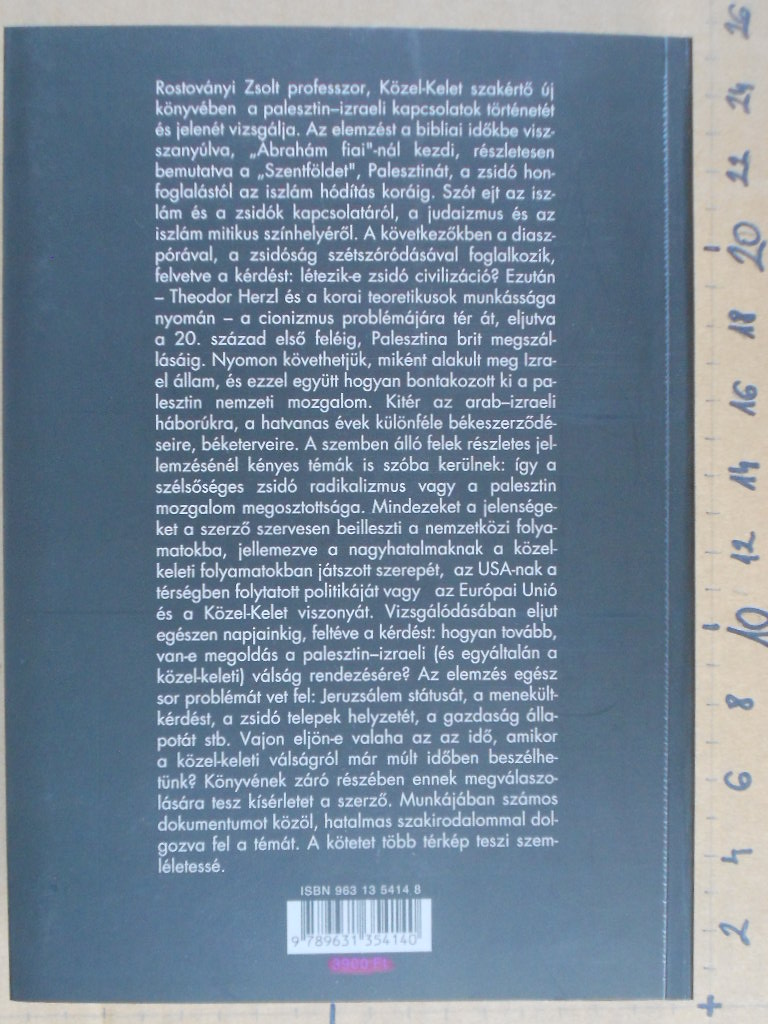 Rostoványi Zsolt professzor, Közel-Kelet szakértő új
könyvében a palesztin–izraeli kapcsolatok történetét
és jelenét vizsgálja. Az elemzést a bibliai időkbe visz-
szanyúlva, „Ábrahám fiai"-nál kezdi, részletesen
bemutatva a „Szentföldet", Palesztinát, a zsidó hon-
foglalástól az iszlám hódítás koráig. Szót ejt az isz-
lám és a zsidók kapcsolatáról, a judaizmus és az
iszlám mitikus színhelyéről. A következőkben a diasz-
pórával, a zsidóság szétszóródásával foglalkozik,
felvetve a kérdést: létezik-e zsidó civilizáció? Ezután
– Theodor Herzl és a korai teoretikusok munkássága
nyomán – a cionizmus problémájára tér át, eljutva
a 20. század első feléig, Palesztina brit megszál-
lásáig. Nyomon követhetjük, miként alakult meg Izra-
el állam, és ezzel együtt hogyan bontakozott ki a pa-
lesztin nemzeti mozgalom. Kitér az arab–izraeli
háborúkra, a hatvanas évek különféle békeszerződé-
seire, béketerveire. A szemben álló felek részletes jel-
lemzésénél kényes témák is szóba kerülnek: így a
szélsőséges zsidó radikalizmus vagy a palesztin
mozgalom megosztottsága. Mindezeket a jelensége-
ket a szerző szervesen beilleszti a nemzetközi folya-
matokba, jellemezve a nagyhatalmaknak a közel-
keleti folyamatokban játszott szerepét, az USA-nak a
térségben folytatott politikáját vagy az Európai Unió
és a Közel-Kelet viszonyát. Vizsgálódásában eljut
egészen napjainkig, feltéve a kérdést: hogyan tovább,
van-e megoldás a palesztin–izraeli (és egyáltalán a
közel-keleti) válság rendezésére? Az elemzés egész
sor problémát vet fel: Jeruzsálem státusát, a menekült-
kérdést, a zsidó telepek helyzetét, a gazdaság álla-
potát stb. Vajon eljön-e valaha az az idő, amikor
a közel-keleti válságról már múlt időben beszélhe-
tünk? Könyvének záró részében ennek megválaszo-
lására tesz kísérletet a szerző. Munkájában számos
dokumentumot közöl, hatalmas szakirodalommal dol-
gozva fel a témát. A kötetet több térkép teszi szem-
léletessé.
ISBN 963 13 5414 8
9 789631 354140
3900 Ft
26
24
22
20
18
16
14
12
10
8
6
4
2